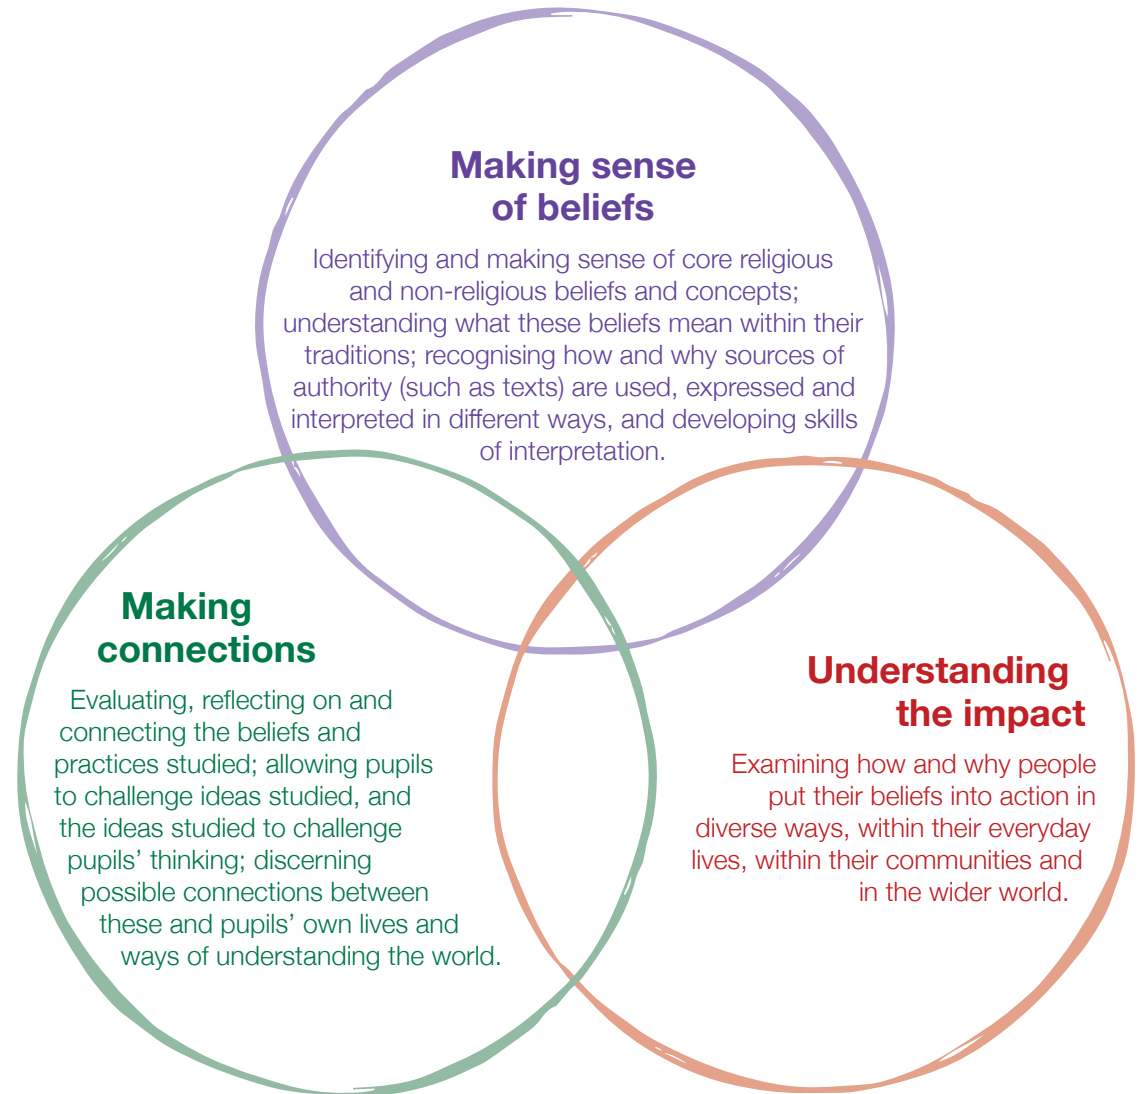 Making sense
of beliefs
Identifying and making sense of core religious
and non-religious beliefs and concepts;
understanding what these beliefs mean within their
traditions; recognising how and why sources of
authority (such as texts) are used, expressed and
interpreted in different ways, and developing skills
of interpretation.
Making
connections
Evaluating, reflecting on and
connecting the beliefs and
practices studied; allowing pupils
to challenge ideas studied, and
the ideas studied to challenge
pupils’ thinking; discerning
possible connections between
these and pupils’ own lives and
ways of understanding the world.
Understanding
the impact
Examining how and why people
put their beliefs into action in
diverse ways, within their everyday
lives, within their communities and
in the wider world.